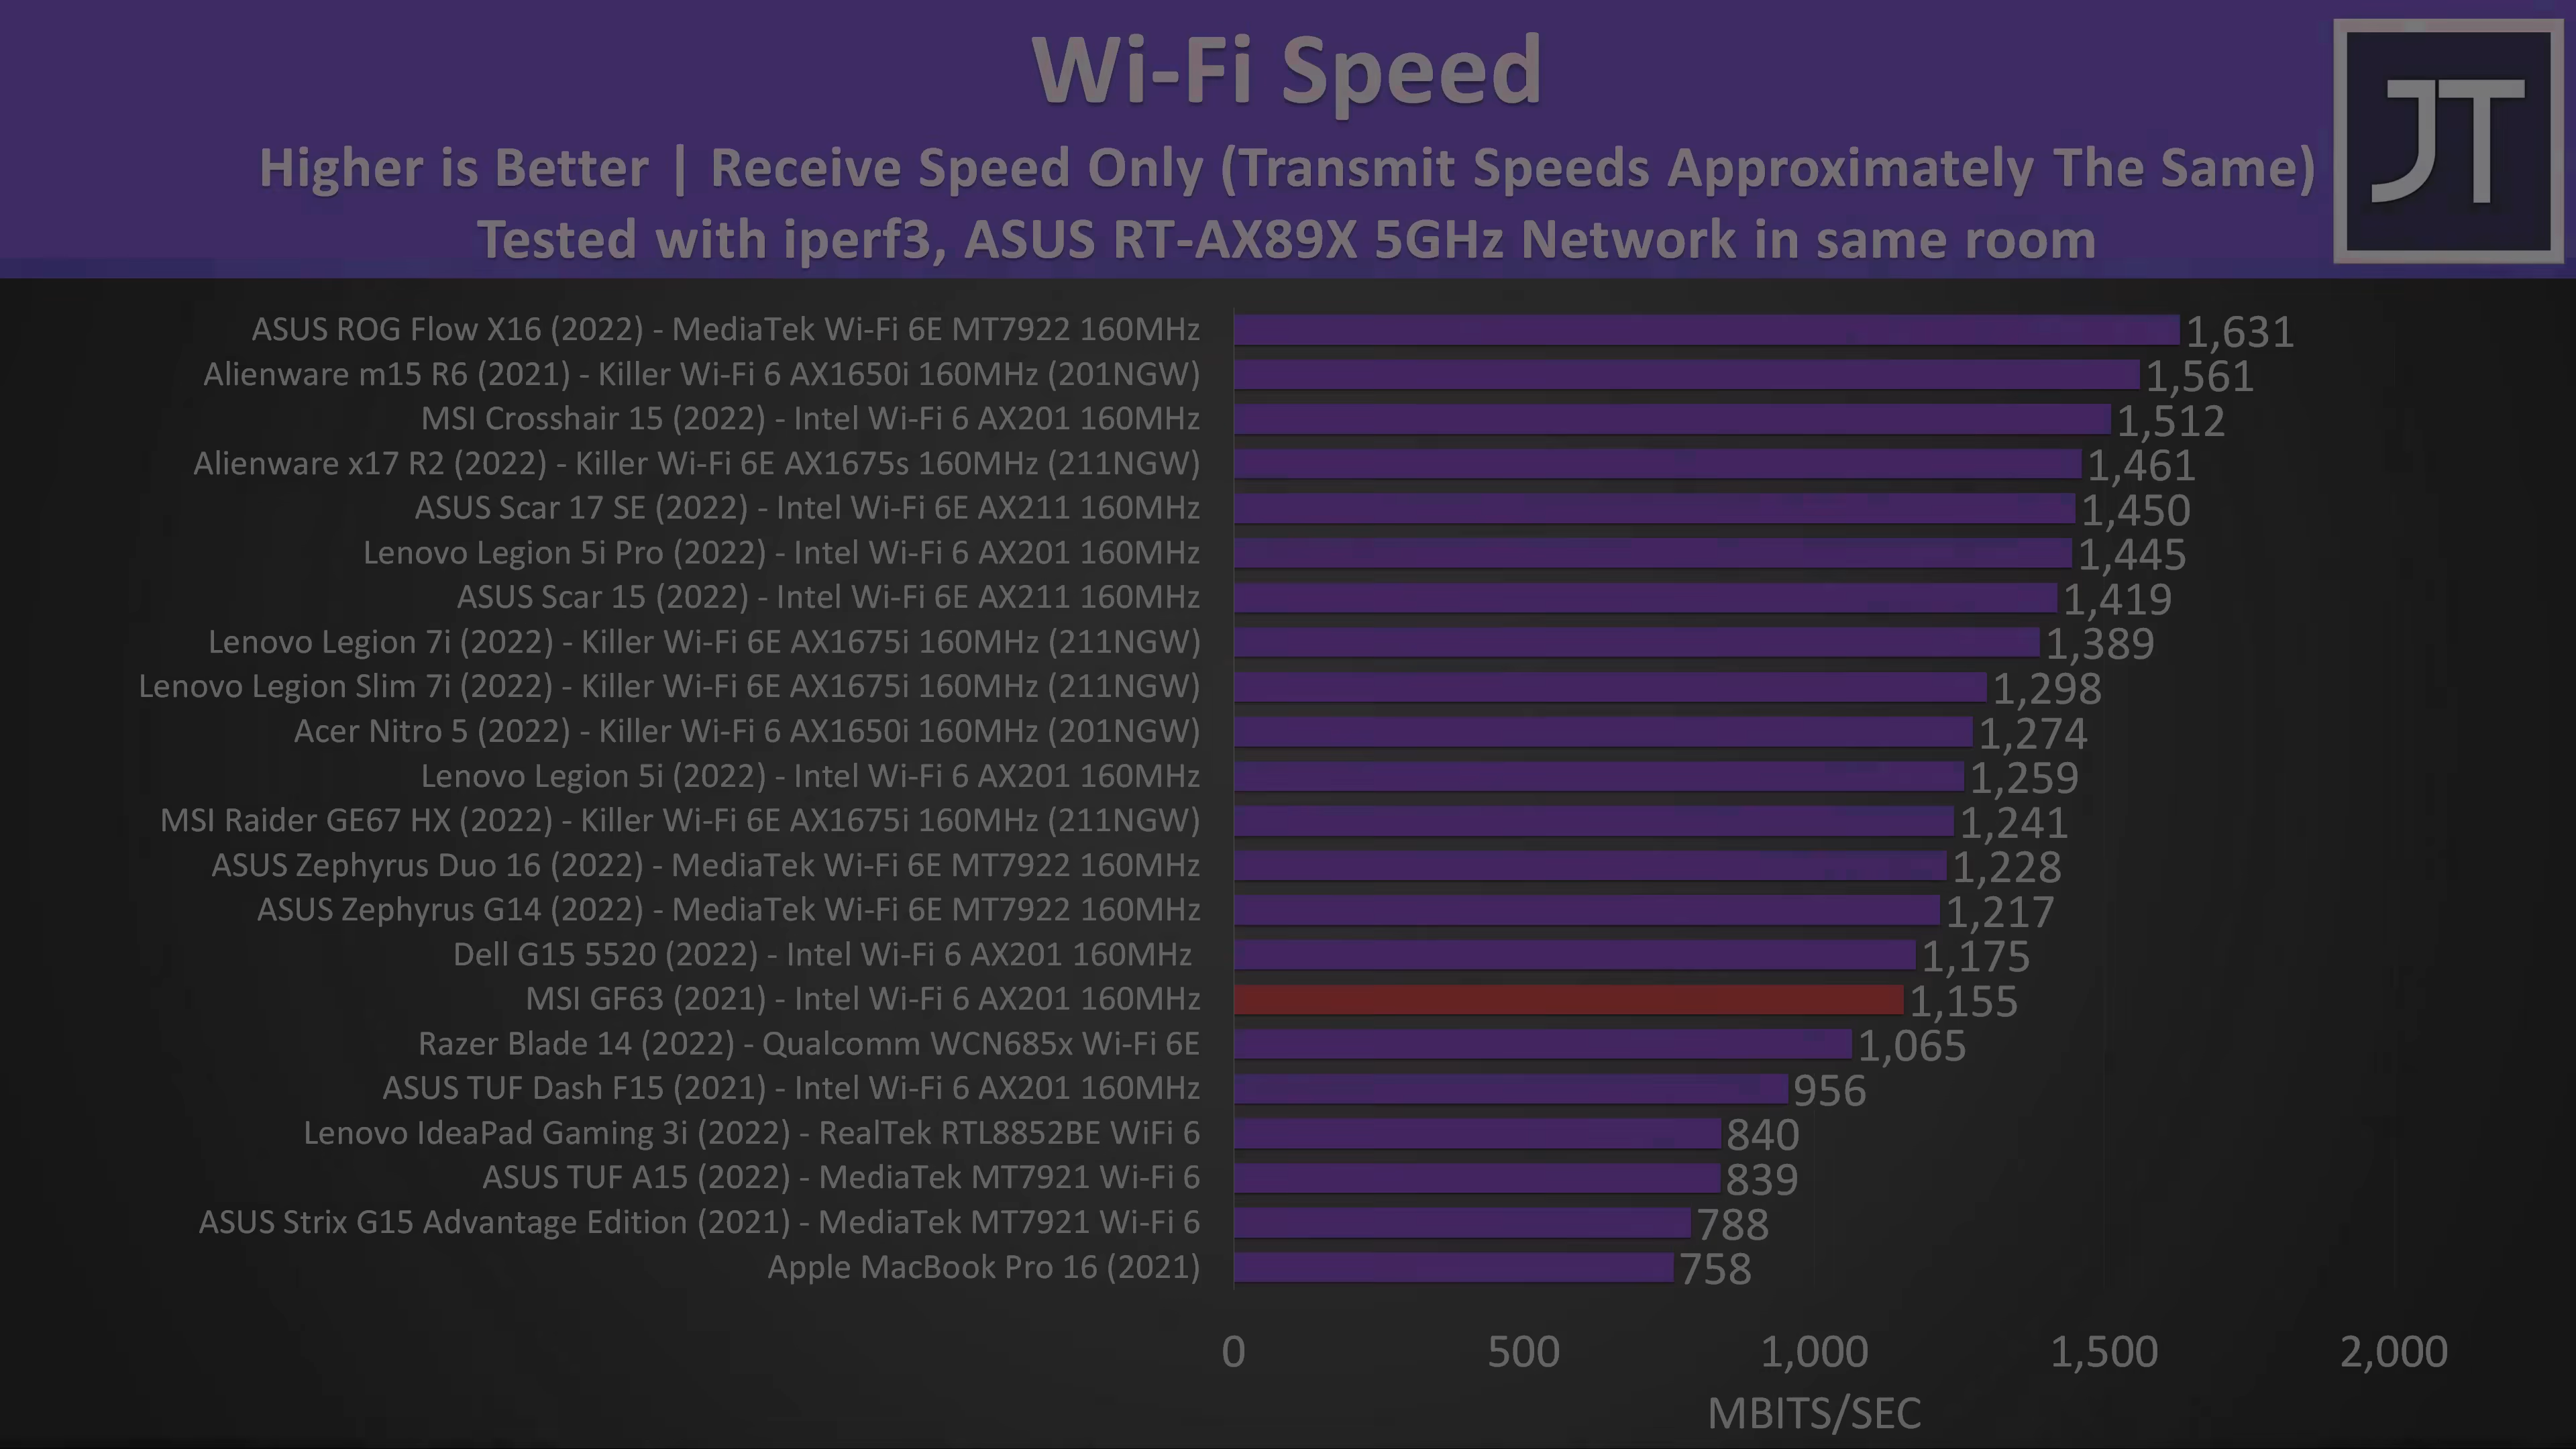 Wi-Fi Speed
JT
Higher is Better | Receive Speed Only (Transmit Speeds Approximately The Same)
Tested with iperf3, ASUS RT-AX89X 5GHz Network in same room
ASUS ROG Flow X16 (2022) - MediaTek Wi-Fi 6E MT7922 160MHz 1,631
Alienware m15 R6 (2021) - Killer Wi-Fi 6 AX1650i 160MHz (201NGW) 1,561
MSI Crosshair 15 (2022) - Intel Wi-Fi 6 AX201 160MHz 1,512
Alienware x17 R2 (2022) - Killer Wi-Fi 6E AX1675s 160MHz (211NGW) 1,461
ASUS Scar 17 SE (2022) - Intel Wi-Fi 6E AX211 160MHz 1,450
Lenovo Legion 5i Pro (2022) - Intel Wi-Fi 6 AX201 160MHz 1,445
ASUS Scar 15 (2022) - Intel Wi-Fi 6E AX211 160MHz 1,419
Lenovo Legion 7i (2022) - Killer Wi-Fi 6E AX1675i 160MHz (211NGW) 1,389
Lenovo Legion Slim 7i (2022) - Killer Wi-Fi 6E AX1675i 160MHz (211NGW) 1,298
Acer Nitro 5 (2022) - Killer Wi-Fi 6 AX1650i 160MHz (201NGW) 1,274
Lenovo Legion 5i (2022) - Intel Wi-Fi 6 AX201 160MHz 1,259
MSI Raider GE67 HX (2022) - Killer Wi-Fi 6E AX1675i 160MHz (211NGW) 1,241
ASUS Zephyrus Duo 16 (2022) - MediaTek Wi-Fi 6E MT7922 160MHz 1,228
ASUS Zephyrus G14 (2022) - MediaTek Wi-Fi 6E MT7922 160MHz 1,217
Dell G15 5520 (2022) - Intel Wi-Fi 6 AX201 160MHz 1,175
MSI GF63 (2021) - Intel Wi-Fi 6 AX201 160MHz 1,155
Razer Blade 14 (2022) - Qualcomm WCN685x Wi-Fi 6E 1,065
ASUS TUF Dash F15 (2021) - Intel Wi-Fi 6 AX201 160MHz 956
Lenovo IdeaPad Gaming 3i (2022) - RealTek RTL8852BE WiFi 6 840
ASUS TUF A15 (2022) - MediaTek MT7921 Wi-Fi 6 839
ASUS Strix G15 Advantage Edition (2021) - MediaTek MT7921 Wi-Fi 6 788
Apple MacBook Pro 16 (2021) 758
0 500 1,000 1,500 2,000
MBITS/SEC